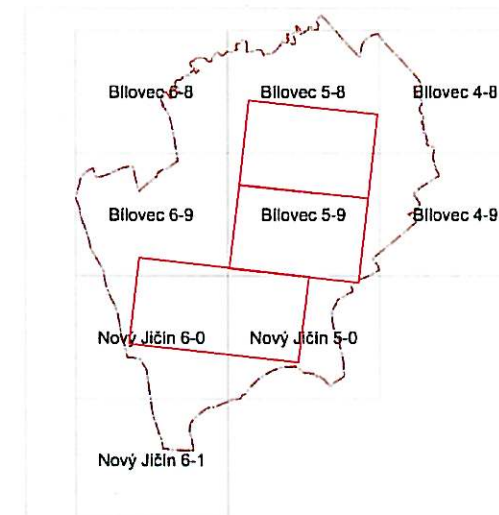 Bílovec 6-8 Bílovec 5-8 Bílovec 4-8
Bílovec 6-9 Bílovec 5-9 Bílovec 4-9
Nový Jičín 6-0 Nový Jičín 5-0
Nový Jičín 6-1